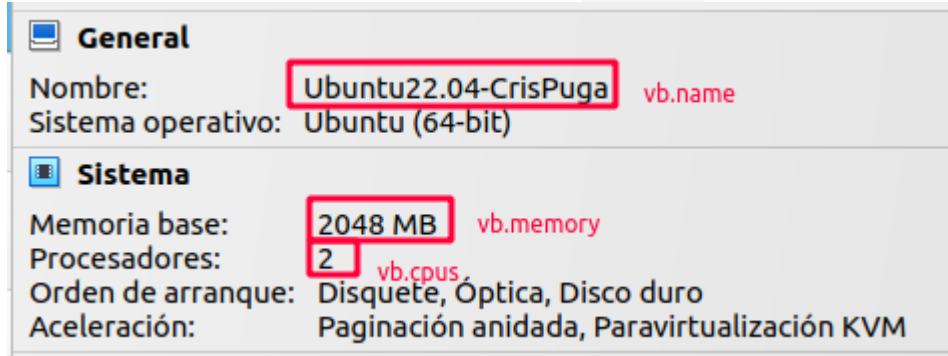 General
Nombre: Ubuntu22.04-CrisPuga vb.name
Sistema operativo: Ubuntu (64-bit)
Sistema
Memoria base: 2048 MB vb.memory
Procesadores: 2 vb.cpus
Orden de arranque: Disquete, Óptica, Disco duro
Aceleración: Paginación anidada, Paravirtualización KVM